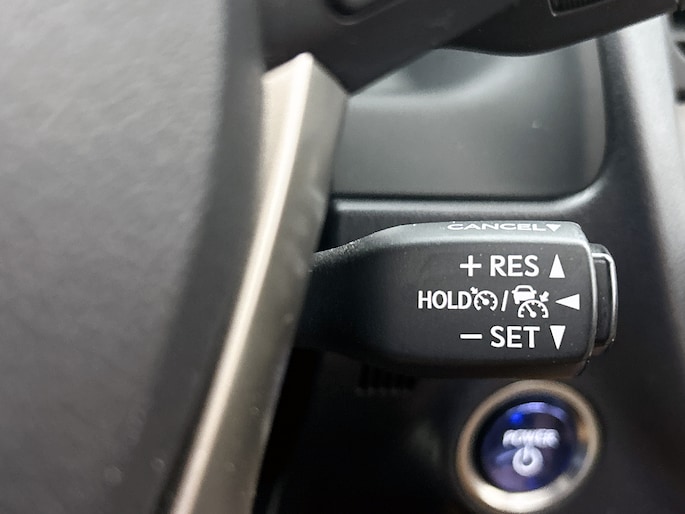 CANCEL▼
+ RES ▲
HOLD / ◀
− SET ▼
POWER